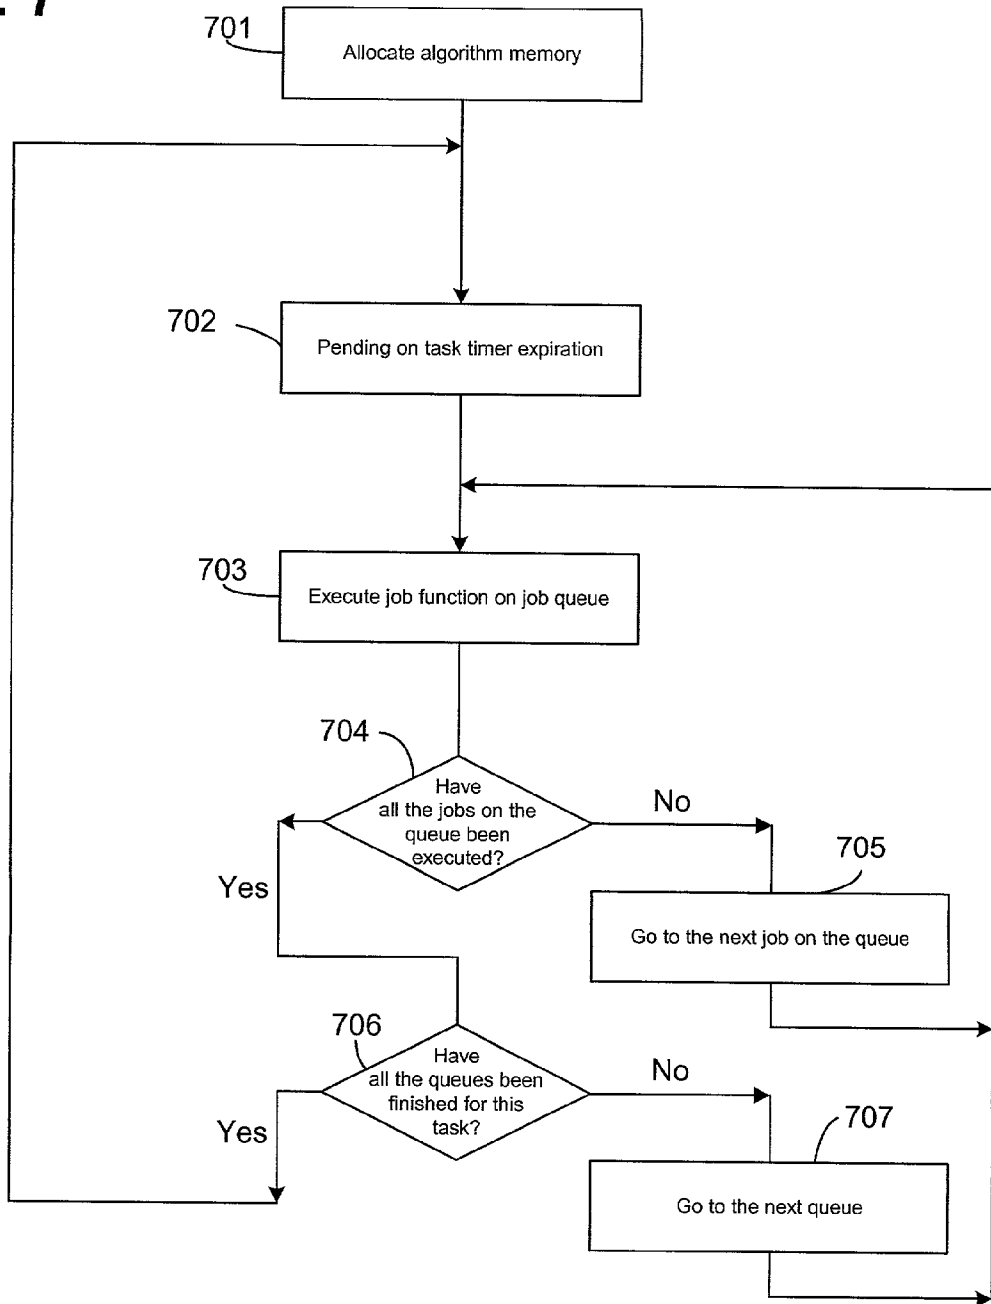 7
701
Allocate algorithm memory
702
Pending on task timer expiration
703
Execute job function on job queue
704
Have
all the jobs on the
queue been
executed?
No
Yes
705
Go to the next job on the queue
706
Have
all the queues been
finished for this
task?
No
Yes
707
Go to the next queue